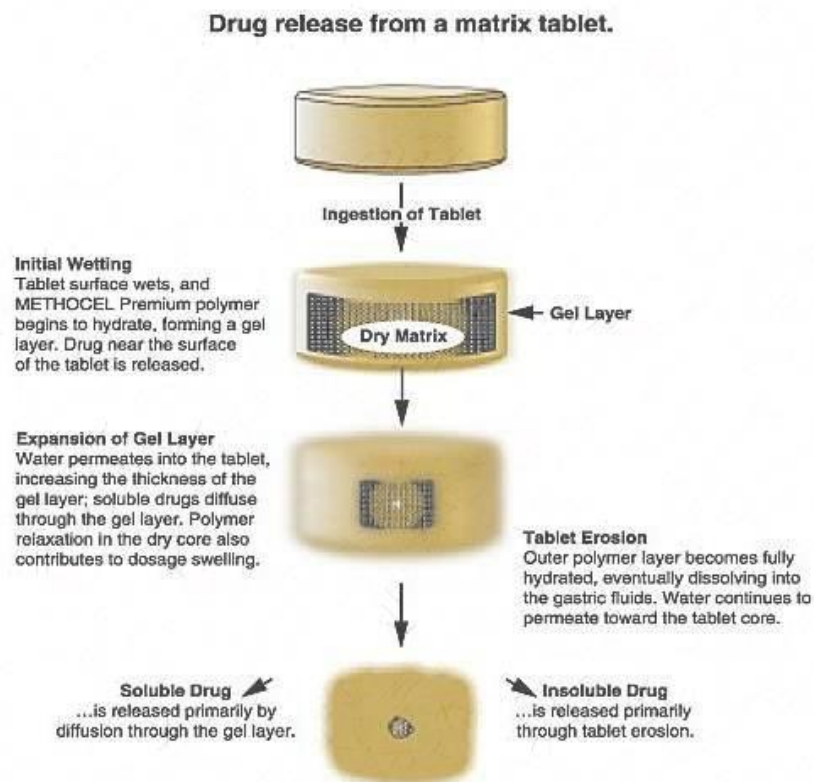 Drug release from a matrix tablet.
Ingestion of Tablet
Initial Wetting
Tablet surface wets, and
METHOCEL Premium polymer
begins to hydrate, forming a gel
layer. Drug near the surface
of the tablet is released.
Dry Matrix
Gel Layer
Expansion of Gel Layer
Water permeates into the tablet,
increasing the thickness of the
gel layer; soluble drugs diffuse
through the gel layer. Polymer
relaxation in the dry core also
contributes to dosage swelling.
Tablet Erosion
Outer polymer layer becomes fully
hydrated, eventually dissolving into
the gastric fluids. Water continues to
permeate toward the tablet core.
Soluble Drug
...is released primarily by
diffusion through the gel layer.
Insoluble Drug
...is released primarily
through tablet erosion.